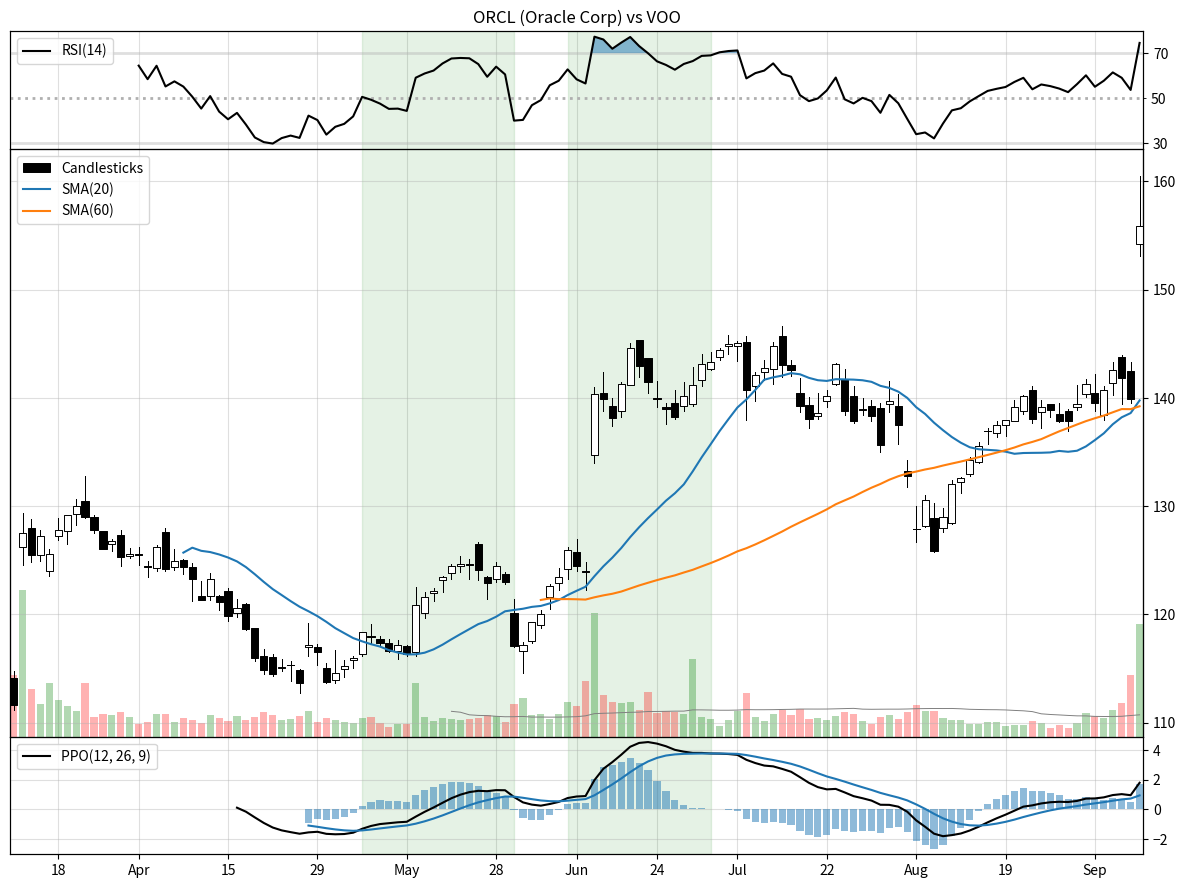 ORCL (Oracle Corp) vs VOO
RSI(14)
70
50
30
Candlesticks
SMA(20)
SMA(60)
160
150
140
130
120
110
PPO(12, 26, 9)
4
2
0
−2
18 Apr 15 29 May 28 Jun 24 Jul 22 Aug 19 Sep